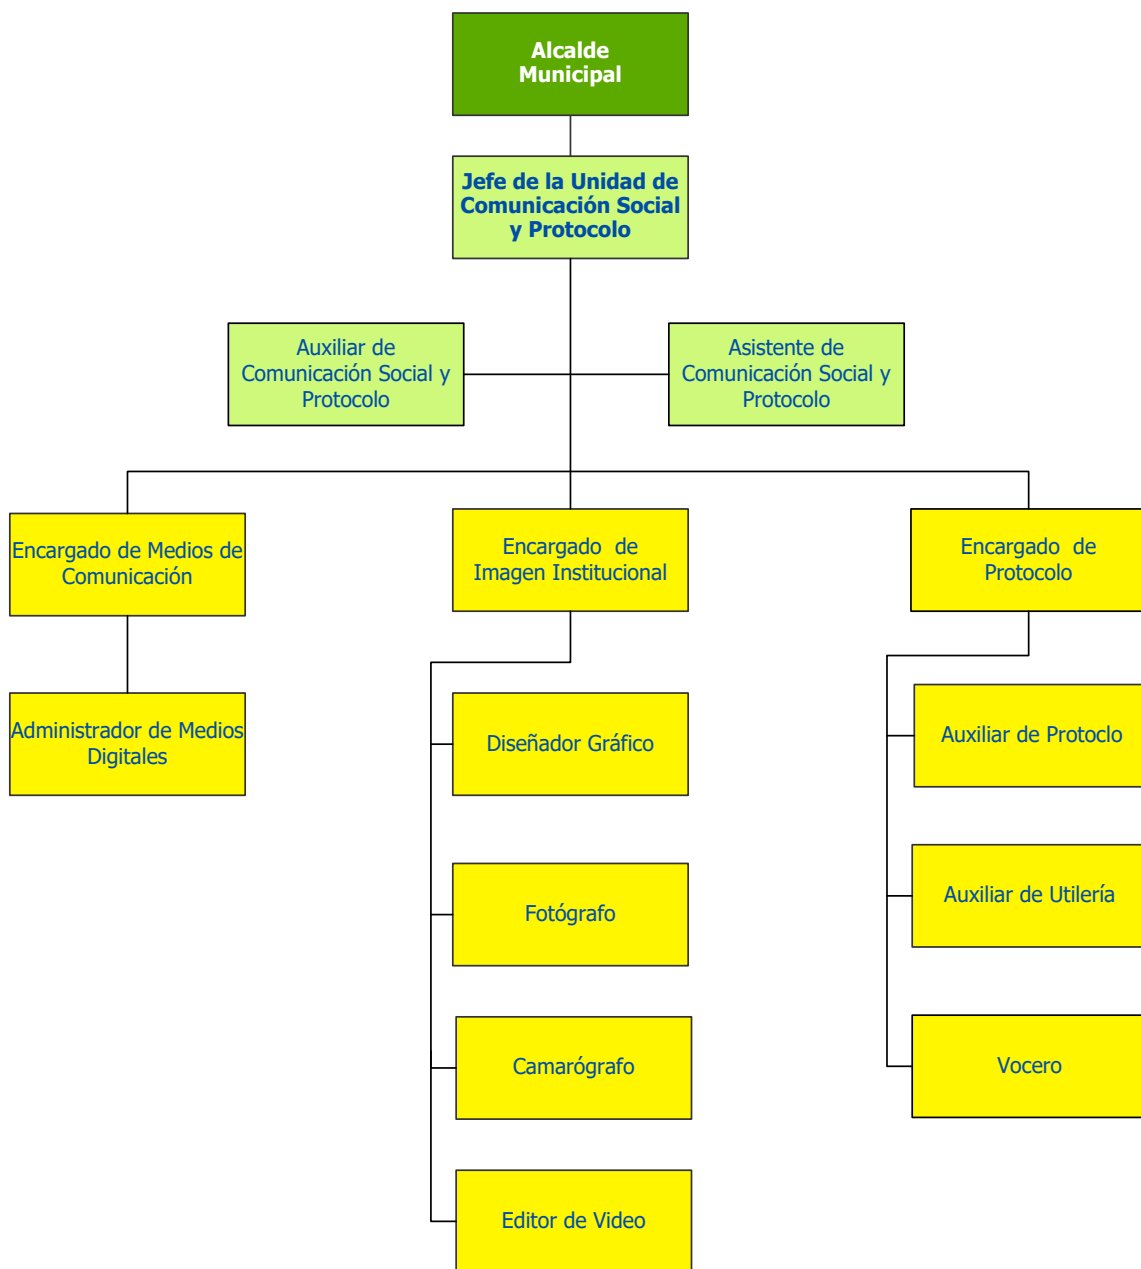 Alcalde
Municipal
Jefe de la Unidad de
Comunicación Social
y Protocolo
Auxiliar de
Comunicación Social y
Protocolo
Asistente de
Comunicación Social y
Protocolo
Encargado de Medios de
Comunicación
Encargado de
Imagen Institucional
Encargado de
Protocolo
Administrador de Medios
Digitales
Diseñador Gráfico
Fotógrafo
Camarógrafo
Editor de Video
Auxiliar de Protoclo
Auxiliar de Utilería
Vocero